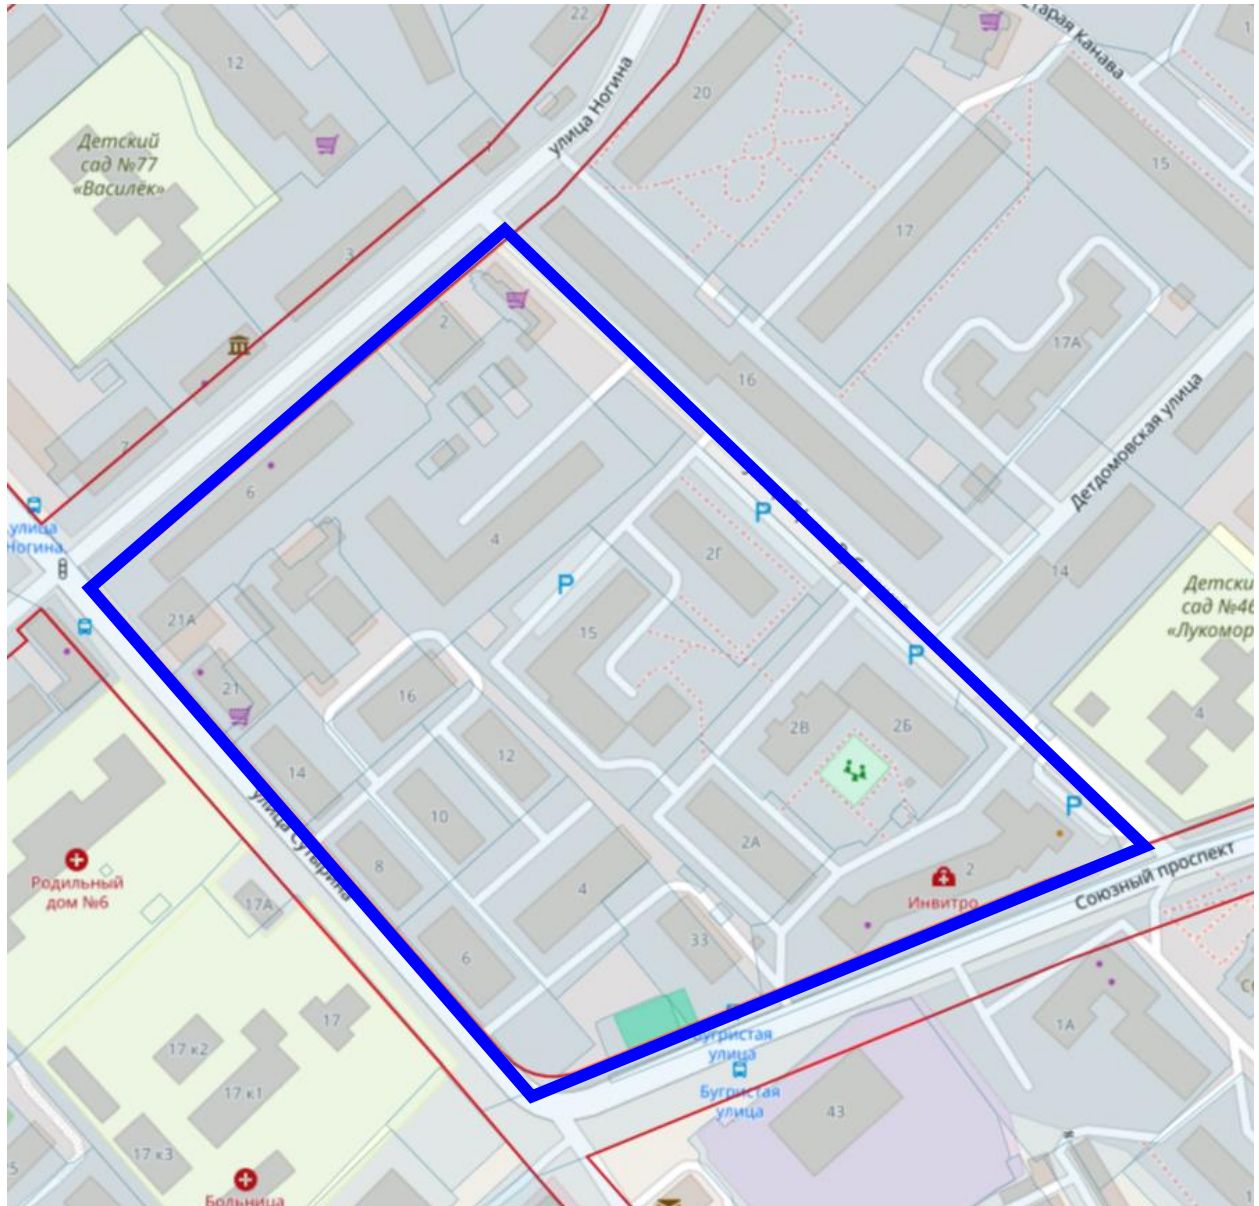 22
12
улица Ногина
20
Старая Канава
15
Детский
сад №77
«Василёк»
3
17
2
17А
16
7
Детдомовская улица
6
улица
Ногина
4
P
2Г
14
P
Детски
сад №46
«Лукомор
21А
15
P
21
16
2В
2Б
4
14
12
P
10
2А
улица Сутырина
8
2
Союзный проспект
Родильный
дом №6
17А
4
Инвитро
33
6
17
1А
Бугристая
улица
17 к2
Бугристая
улица
17 к1
43
17 к3
Больница